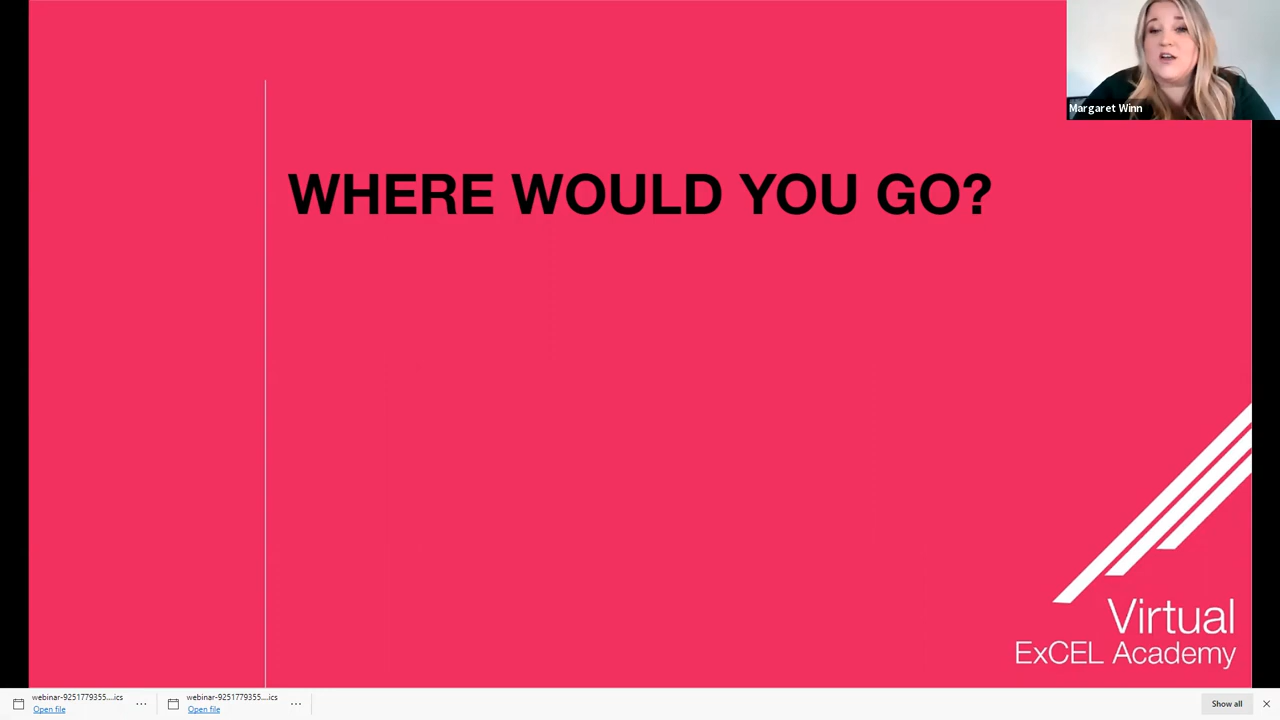 Margaret Winn
WHERE WOULD YOU GO?
Virtual
ExCEL Academy
webinar-9251779355....ics
Open file
...
webinar-9251779355....ics
Open file
...
Show all